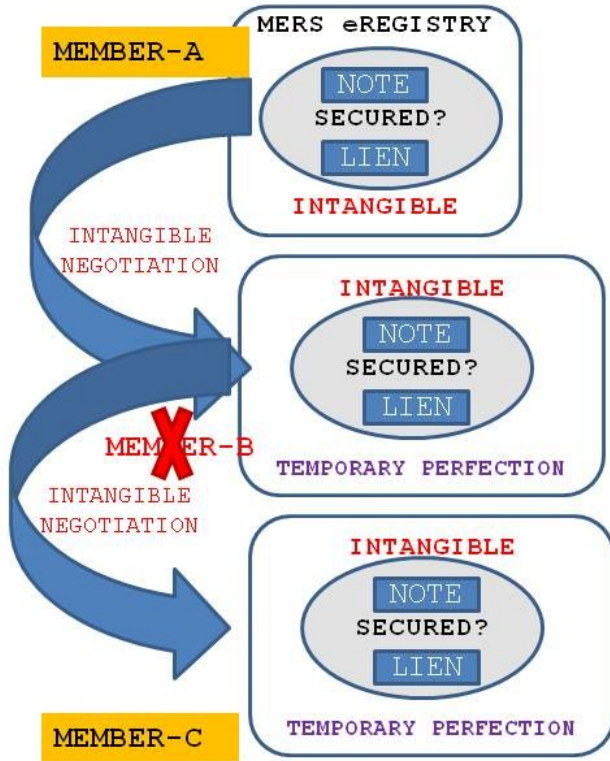 MERS eREGISTRY
MEMBER-A
NOTE
SECURED?
LIEN
INTANGIBLE
INTANGIBLE
NEGOTIATION
INTANGIBLE
NOTE
SECURED?
LIEN
TEMPORARY PERFECTION
MEMBER-B
INTANGIBLE
NEGOTIATION
INTANGIBLE
NOTE
SECURED?
LIEN
TEMPORARY PERFECTION
MEMBER-C